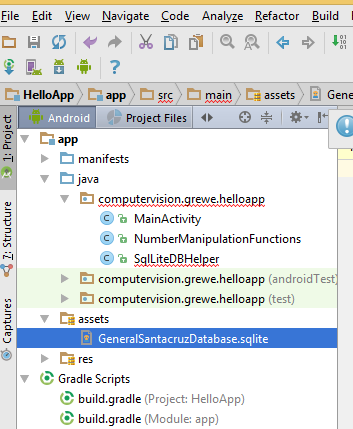 File Edit View Navigate Code Analyze Refactor Build
HelloApp app src main assets Gene
Android Project Files
1: Project
7: Structure
Captures
app
manifests
java
computervision.grewe.helloapp
MainActivity
NumberManipulationFunctions
SqlLiteDBHelper
computervision.grewe.helloapp (androidTest)
computervision.grewe.helloapp (test)
assets
GeneralSantacruzDatabase.sqlite
res
Gradle Scripts
build.gradle (Project: HelloApp)
build.gradle (Module: app)